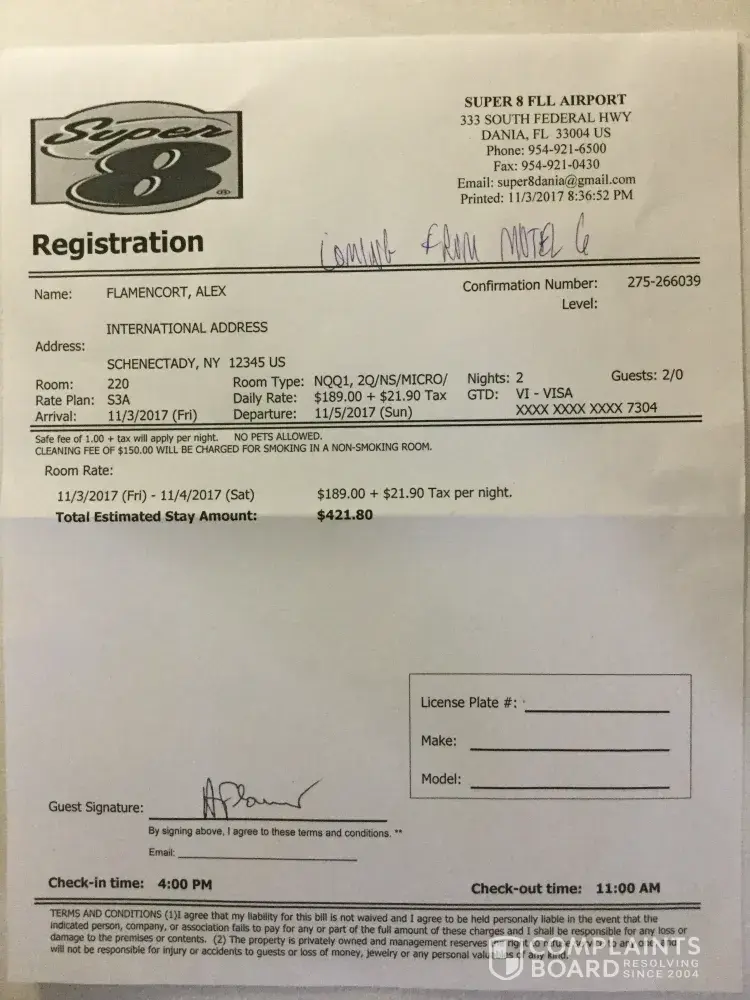 SUPER 8 FLL AIRPORT
333 SOUTH FEDERAL HWY
DANIA, FL 33004 US
Phone: 954-921-6500
Fax: 954-921-0430
Email: super8dania@gmail.com
Printed: 11/3/2017 8:36:52 PM
Super 8
Registration
COMING FROM MOTEL 6
Name: FLAMENCORT, ALEX Confirmation Number: 275-266039
Level:
INTERNATIONAL ADDRESS
Address:
SCHENECTADY, NY 12345 US
Room: 220 Room Type: NQQ1, 2Q/NS/MICRO/ Nights: 2 Guests: 2/0
Rate Plan: S3A Daily Rate: $189.00 + $21.90 Tax GTD: VI - VISA
Arrival: 11/3/2017 (Fri) Departure: 11/5/2017 (Sun) XXXX XXXX XXXX 7304
Safe fee of 1.00 + tax will apply per night. NO PETS ALLOWED.
CLEANING FEE OF $150.00 WILL BE CHARGED FOR SMOKING IN A NON-SMOKING ROOM.
Room Rate:
11/3/2017 (Fri) - 11/4/2017 (Sat) $189.00 + $21.90 Tax per night.
Total Estimated Stay Amount: $421.80
License Plate #:
Make:
Model:
Guest Signature:
By signing above, I agree to these terms and conditions. **
Email:
Check-in time: 4:00 PM Check-out time: 11:00 AM
TERMS AND CONDITIONS (1)I agree that my liability for this bill is not waived and I agree to be held personally liable in the event that the
indicated person, company, or association fails to pay for any or part of the full amount of these charges and I shall be responsible for any loss or
damage to the premises or contents. (2) The property is privately owned and management reserves
will not be responsible for injury or accidents to guests or loss of money, jewelry or any personal of any kind.
COMPLAINTS
BOARD RESOLVING
SINCE 2004